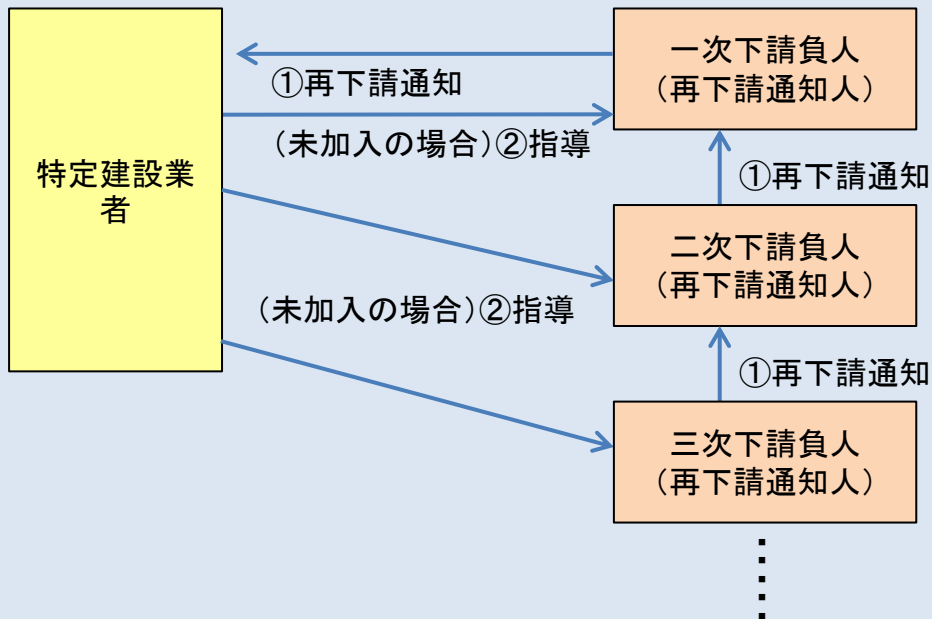 特定建設業
者
一次下請負人
（再下請通知人）
①再下請通知
（未加入の場合）②指導
①再下請通知
二次下請負人
（再下請通知人）
（未加入の場合）②指導
①再下請通知
三次下請負人
（再下請通知人）